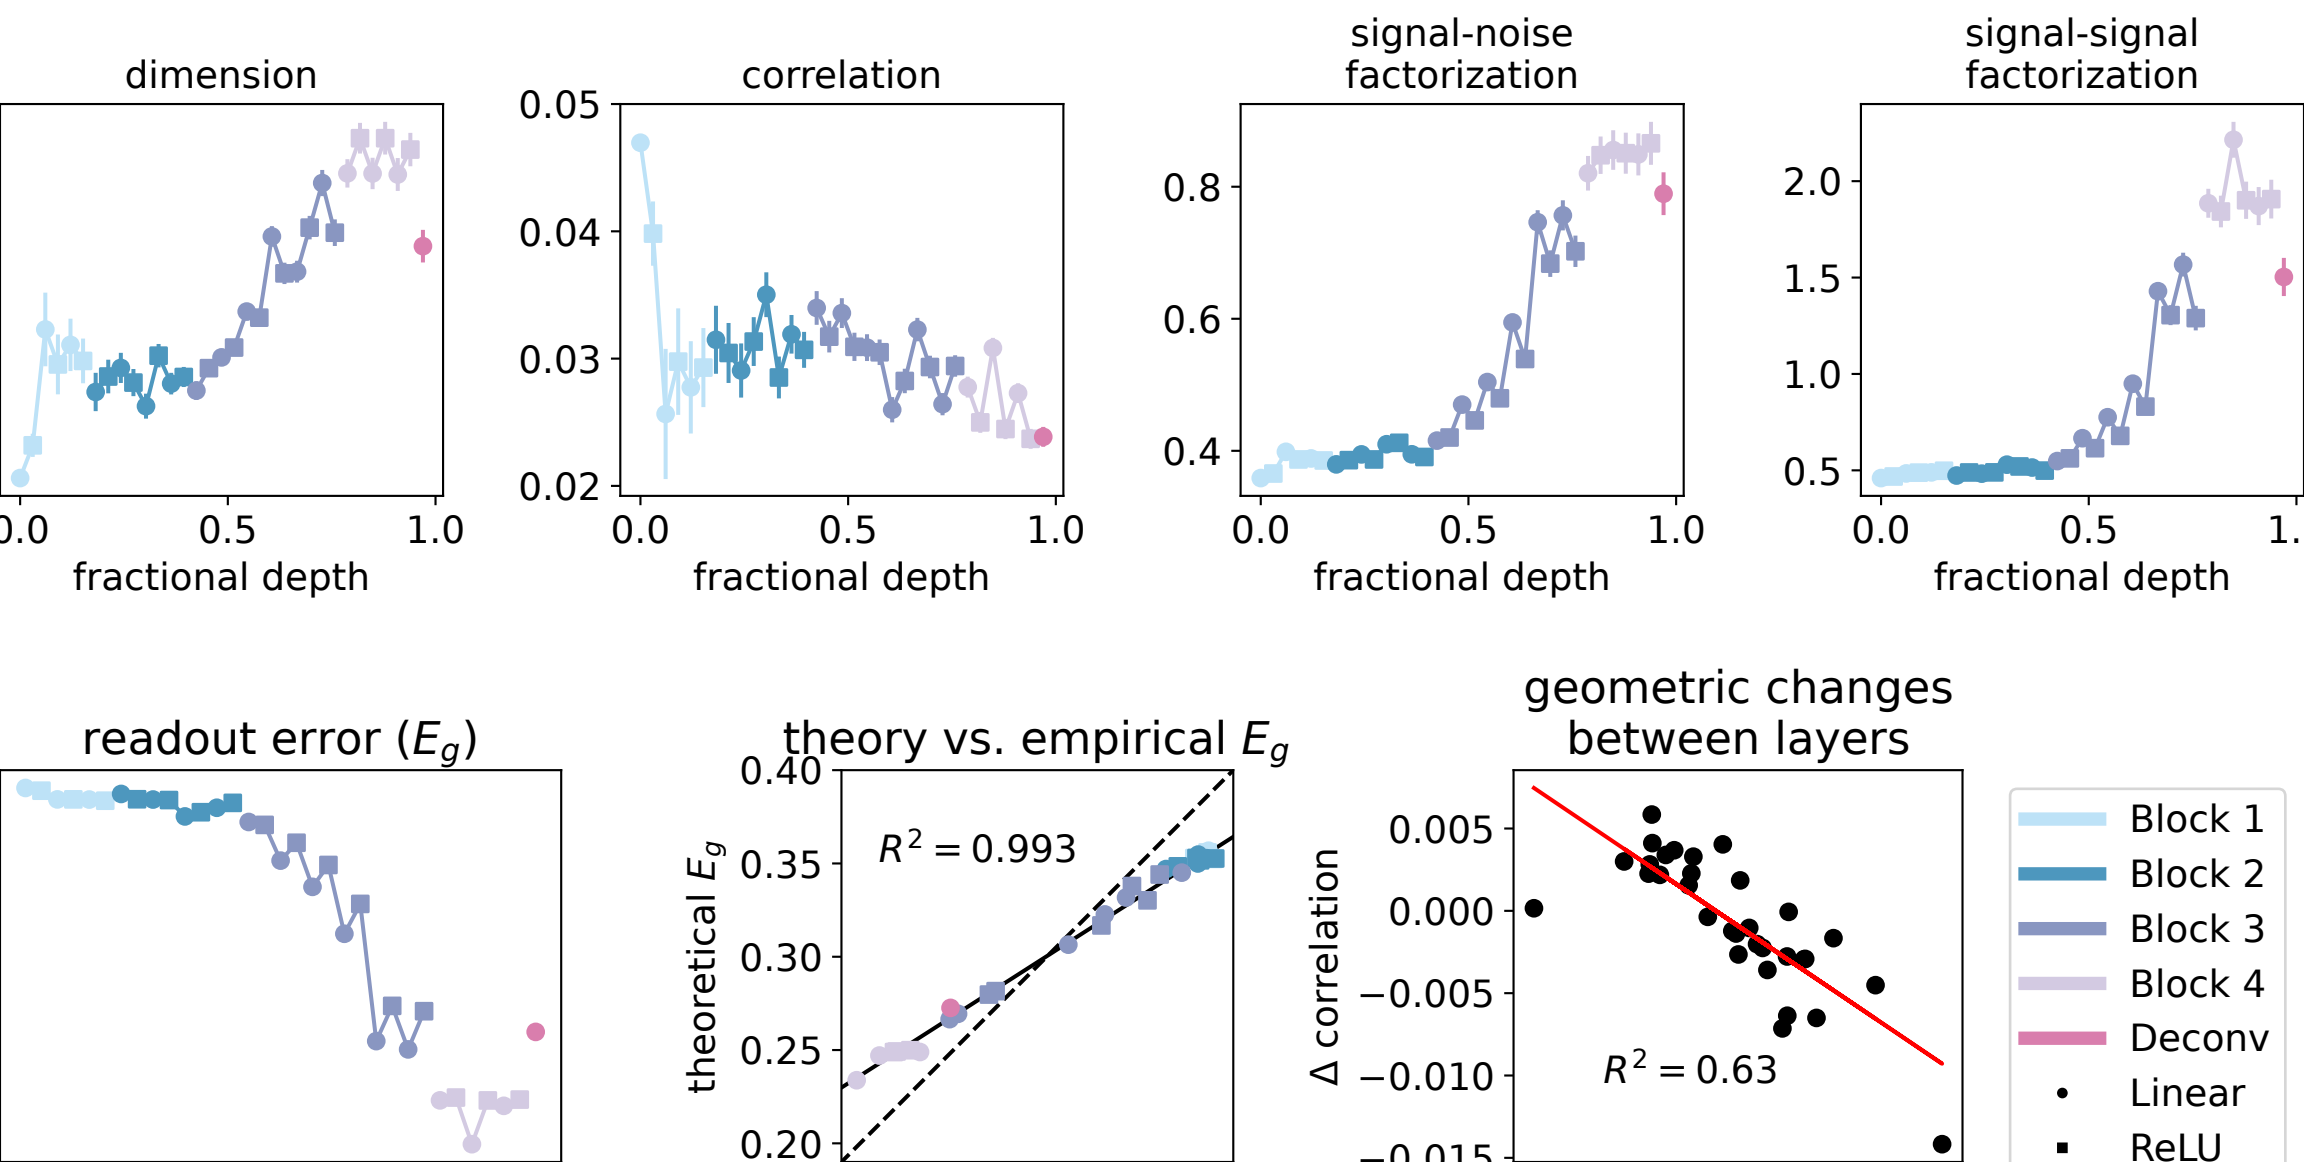 dimension
0.0
0.5
1.0
fractional depth
correlation
0.05
0.04
0.03
0.02
0.0
0.5
1.0
fractional depth
signal-noise
factorization
0.8
0.6
0.4
0.0
0.5
1.0
fractional depth
signal-signal
factorization
2.0
1.5
1.0
0.5
0.0
0.5
1.
fractional depth
readout error (E_g)
theory vs. empirical E_g
theoretical E_g
0.40
0.35
0.30
0.25
0.20
R² = 0.993
geometric changes
between layers
Δ correlation
0.005
0.000
−0.005
−0.010
−0.015
R² = 0.63
Block 1
Block 2
Block 3
Block 4
Deconv
Linear
ReLU